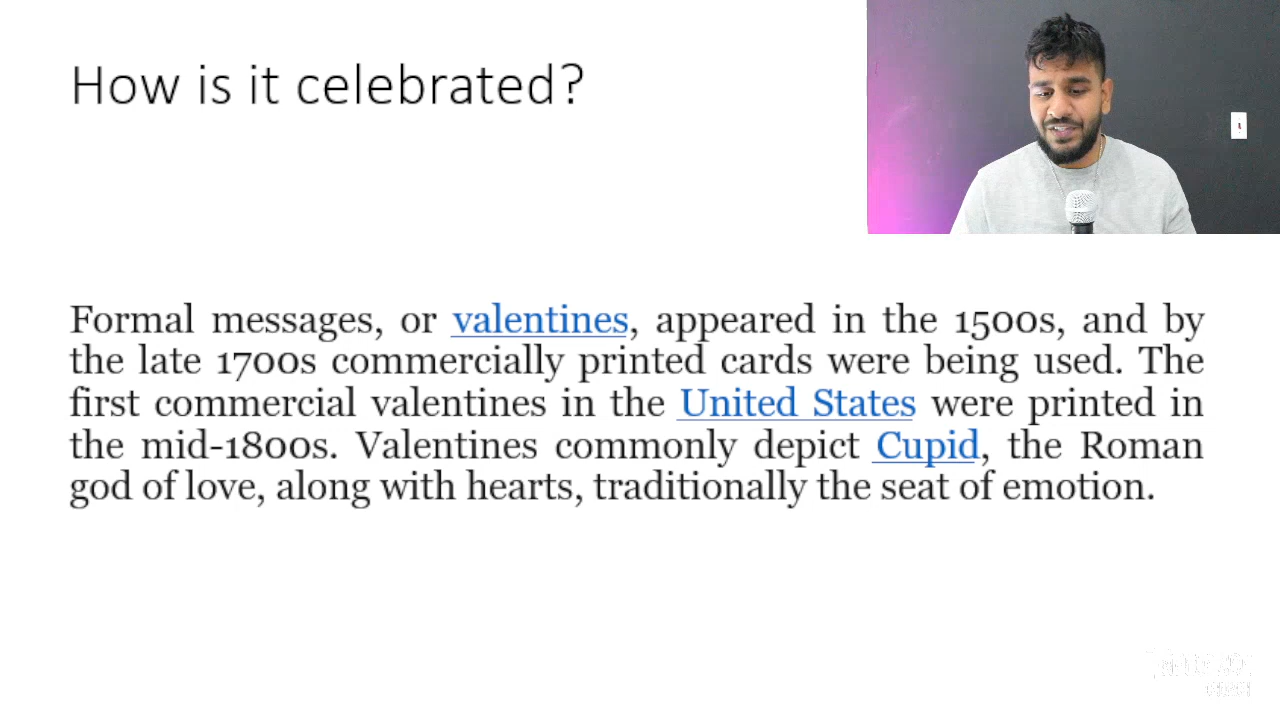 How is it celebrated?
Formal messages, or valentines, appeared in the 1500s, and by
the late 1700s commercially printed cards were being used. The
first commercial valentines in the United States were printed in
the mid-1800s. Valentines commonly depict Cupid, the Roman
god of love, along with hearts, traditionally the seat of emotion.